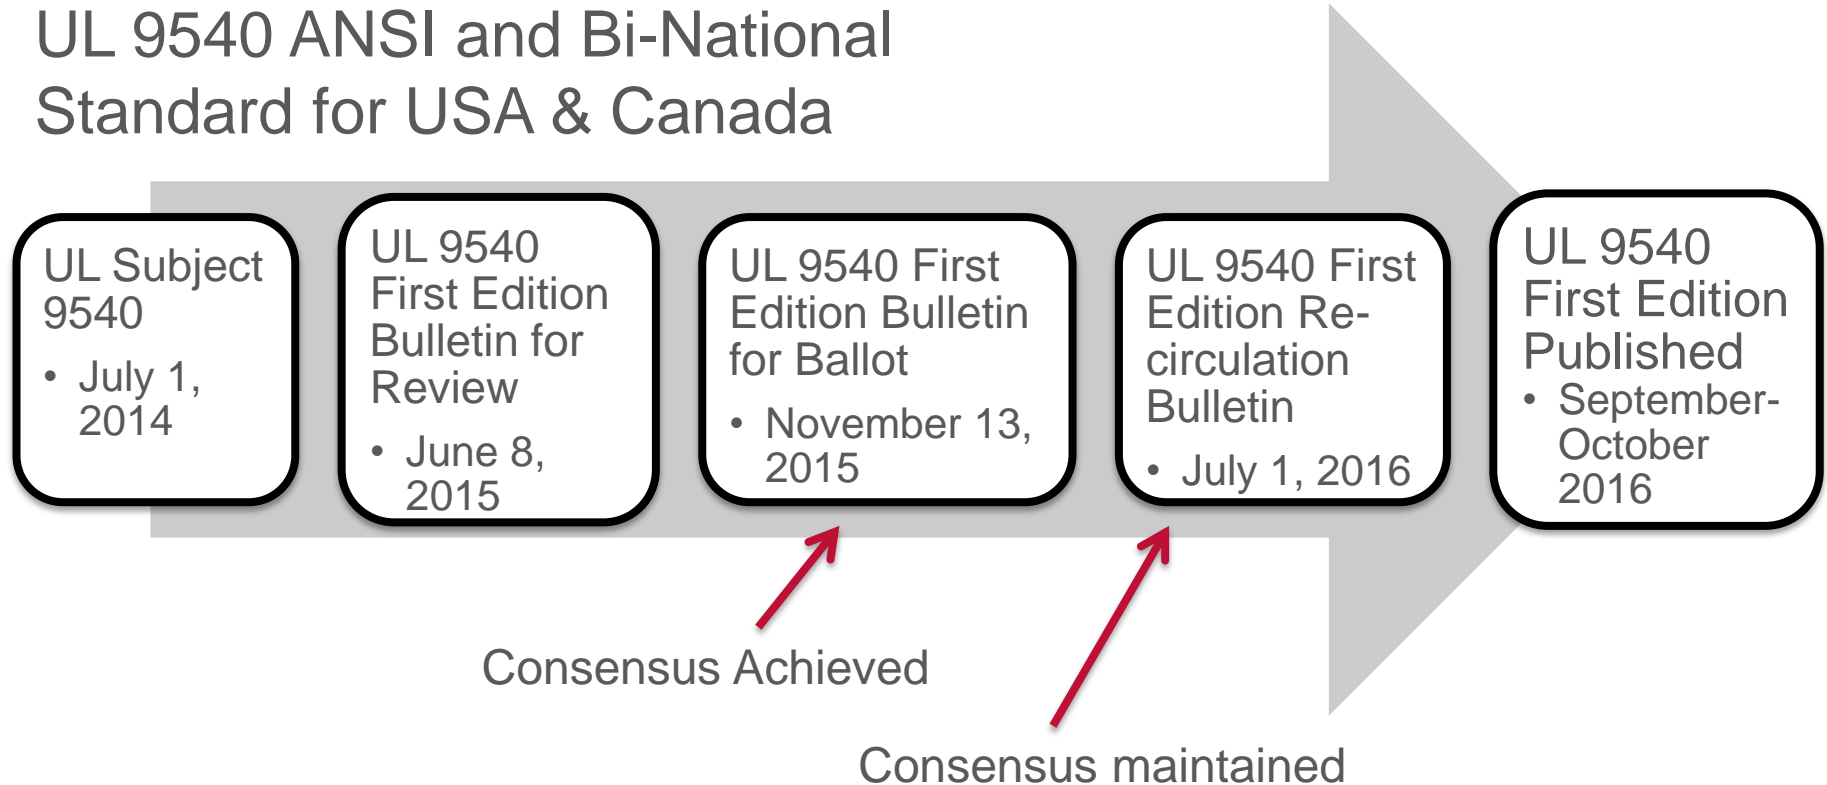 UL 9540 ANSI and Bi-National
Standard for USA & Canada
UL Subject
9540
• July 1,
2014
UL 9540
First Edition
Bulletin for
Review
• June 8,
2015
UL 9540 First
Edition Bulletin
for Ballot
• November 13,
2015
UL 9540 First
Edition Re-
circulation
Bulletin
• July 1, 2016
UL 9540
First Edition
Published
• September-
October
2016
Consensus Achieved
Consensus maintained